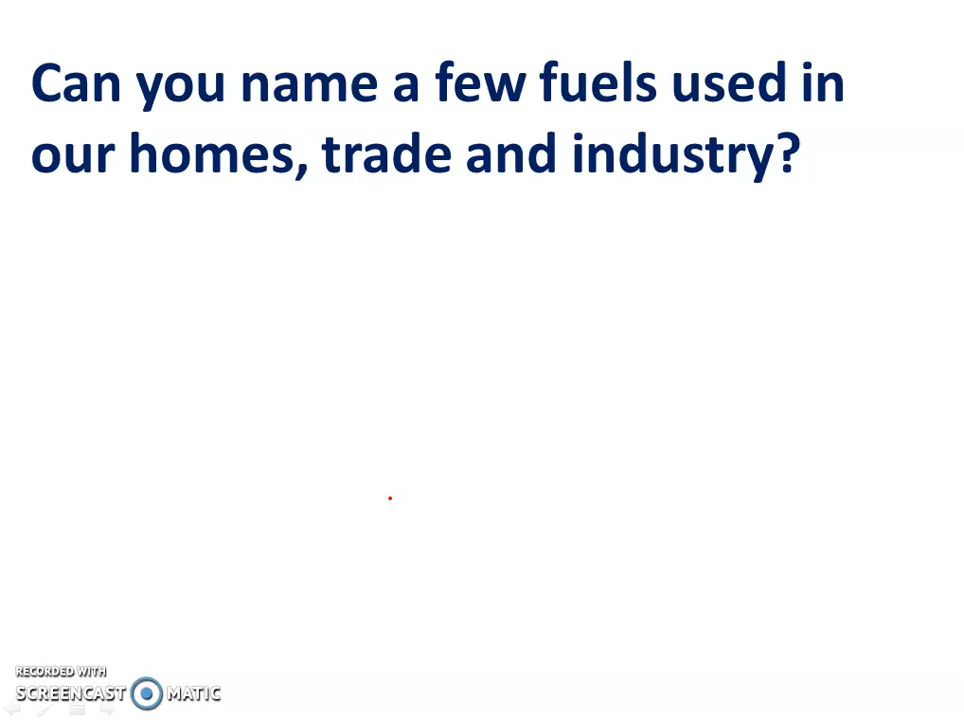 Can you name a few fuels used in
our homes, trade and industry?
RECORDED WITH
SCREENCAST MATIC